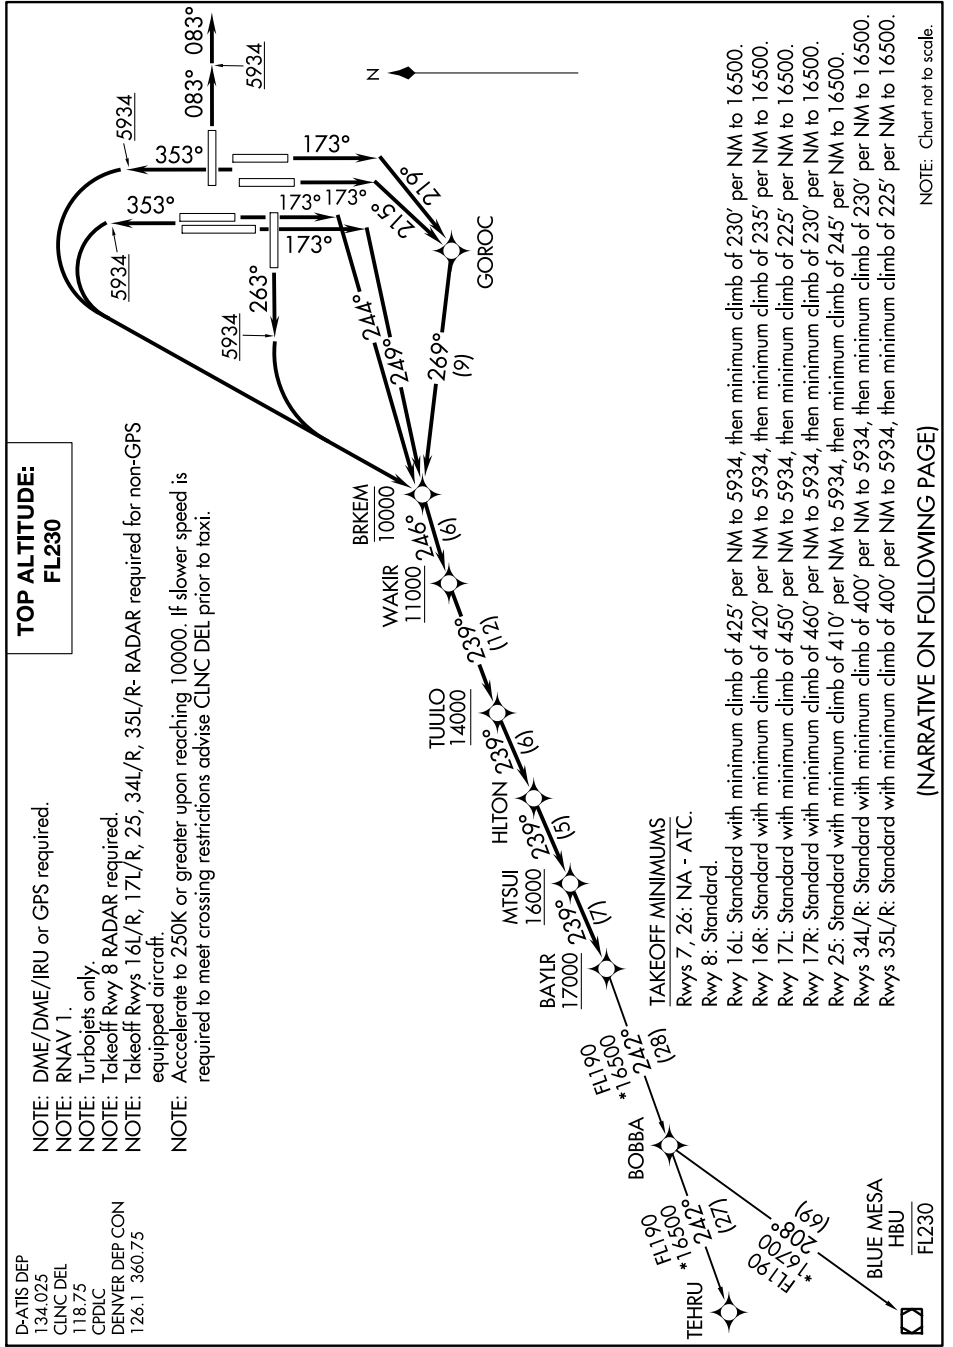 D-ATIS DEP
134.025
CLNC DEL
118.75
CPDLC
DENVER DEP CON
126.1 360.75
NOTE: DME/DME/IRU or GPS required.
NOTE: RNAV 1.
NOTE: Turbojets only.
NOTE: Takeoff Rwy 8 RADAR required.
NOTE: Takeoff Rwys 16L/R, 17L/R, 25, 34L/R, 35L/R- RADAR required for non-GPS
equipped aircraft.
NOTE: Accelerate to 250K or greater upon reaching 10000. If slower speed is
required to meet crossing restrictions advise CLNC DEL prior to taxi.
TOP ALTITUDE:
FL230
5934
353°
353°
5934
083°
083°
5934
N
263°
5934
173°
173°
173°
173°
215°
219°
GOROC
244°
249°
269°
(9)
BRKEM
10000
246°
(6)
WAKIR
11000
239°
(12)
TUULO
14000
239°
(6)
HLTON
239°
(5)
MTSUI
16000
239°
(7)
BAYLR
17000
FL190
*16500
242°
(28)
BOBBA
FL190
*16500
242°
(27)
TEHRU
FL190
*16700
208°
(69)
BLUE MESA
HBU
FL230
TAKEOFF MINIMUMS
Rwys 7, 26: NA - ATC.
Rwy 8: Standard.
Rwy 16L: Standard with minimum climb of 425' per NM to 5934, then minimum climb of 230' per NM to 16500.
Rwy 16R: Standard with minimum climb of 420' per NM to 5934, then minimum climb of 235' per NM to 16500.
Rwy 17L: Standard with minimum climb of 450' per NM to 5934, then minimum climb of 225' per NM to 16500.
Rwy 17R: Standard with minimum climb of 460' per NM to 5934, then minimum climb of 230' per NM to 16500.
Rwy 25: Standard with minimum climb of 410' per NM to 5934, then minimum climb of 245' per NM to 16500.
Rwys 34L/R: Standard with minimum climb of 400' per NM to 5934, then minimum climb of 230' per NM to 16500.
Rwys 35L/R: Standard with minimum climb of 400' per NM to 5934, then minimum climb of 225' per NM to 16500.
(NARRATIVE ON FOLLOWING PAGE)
NOTE: Chart not to scale.